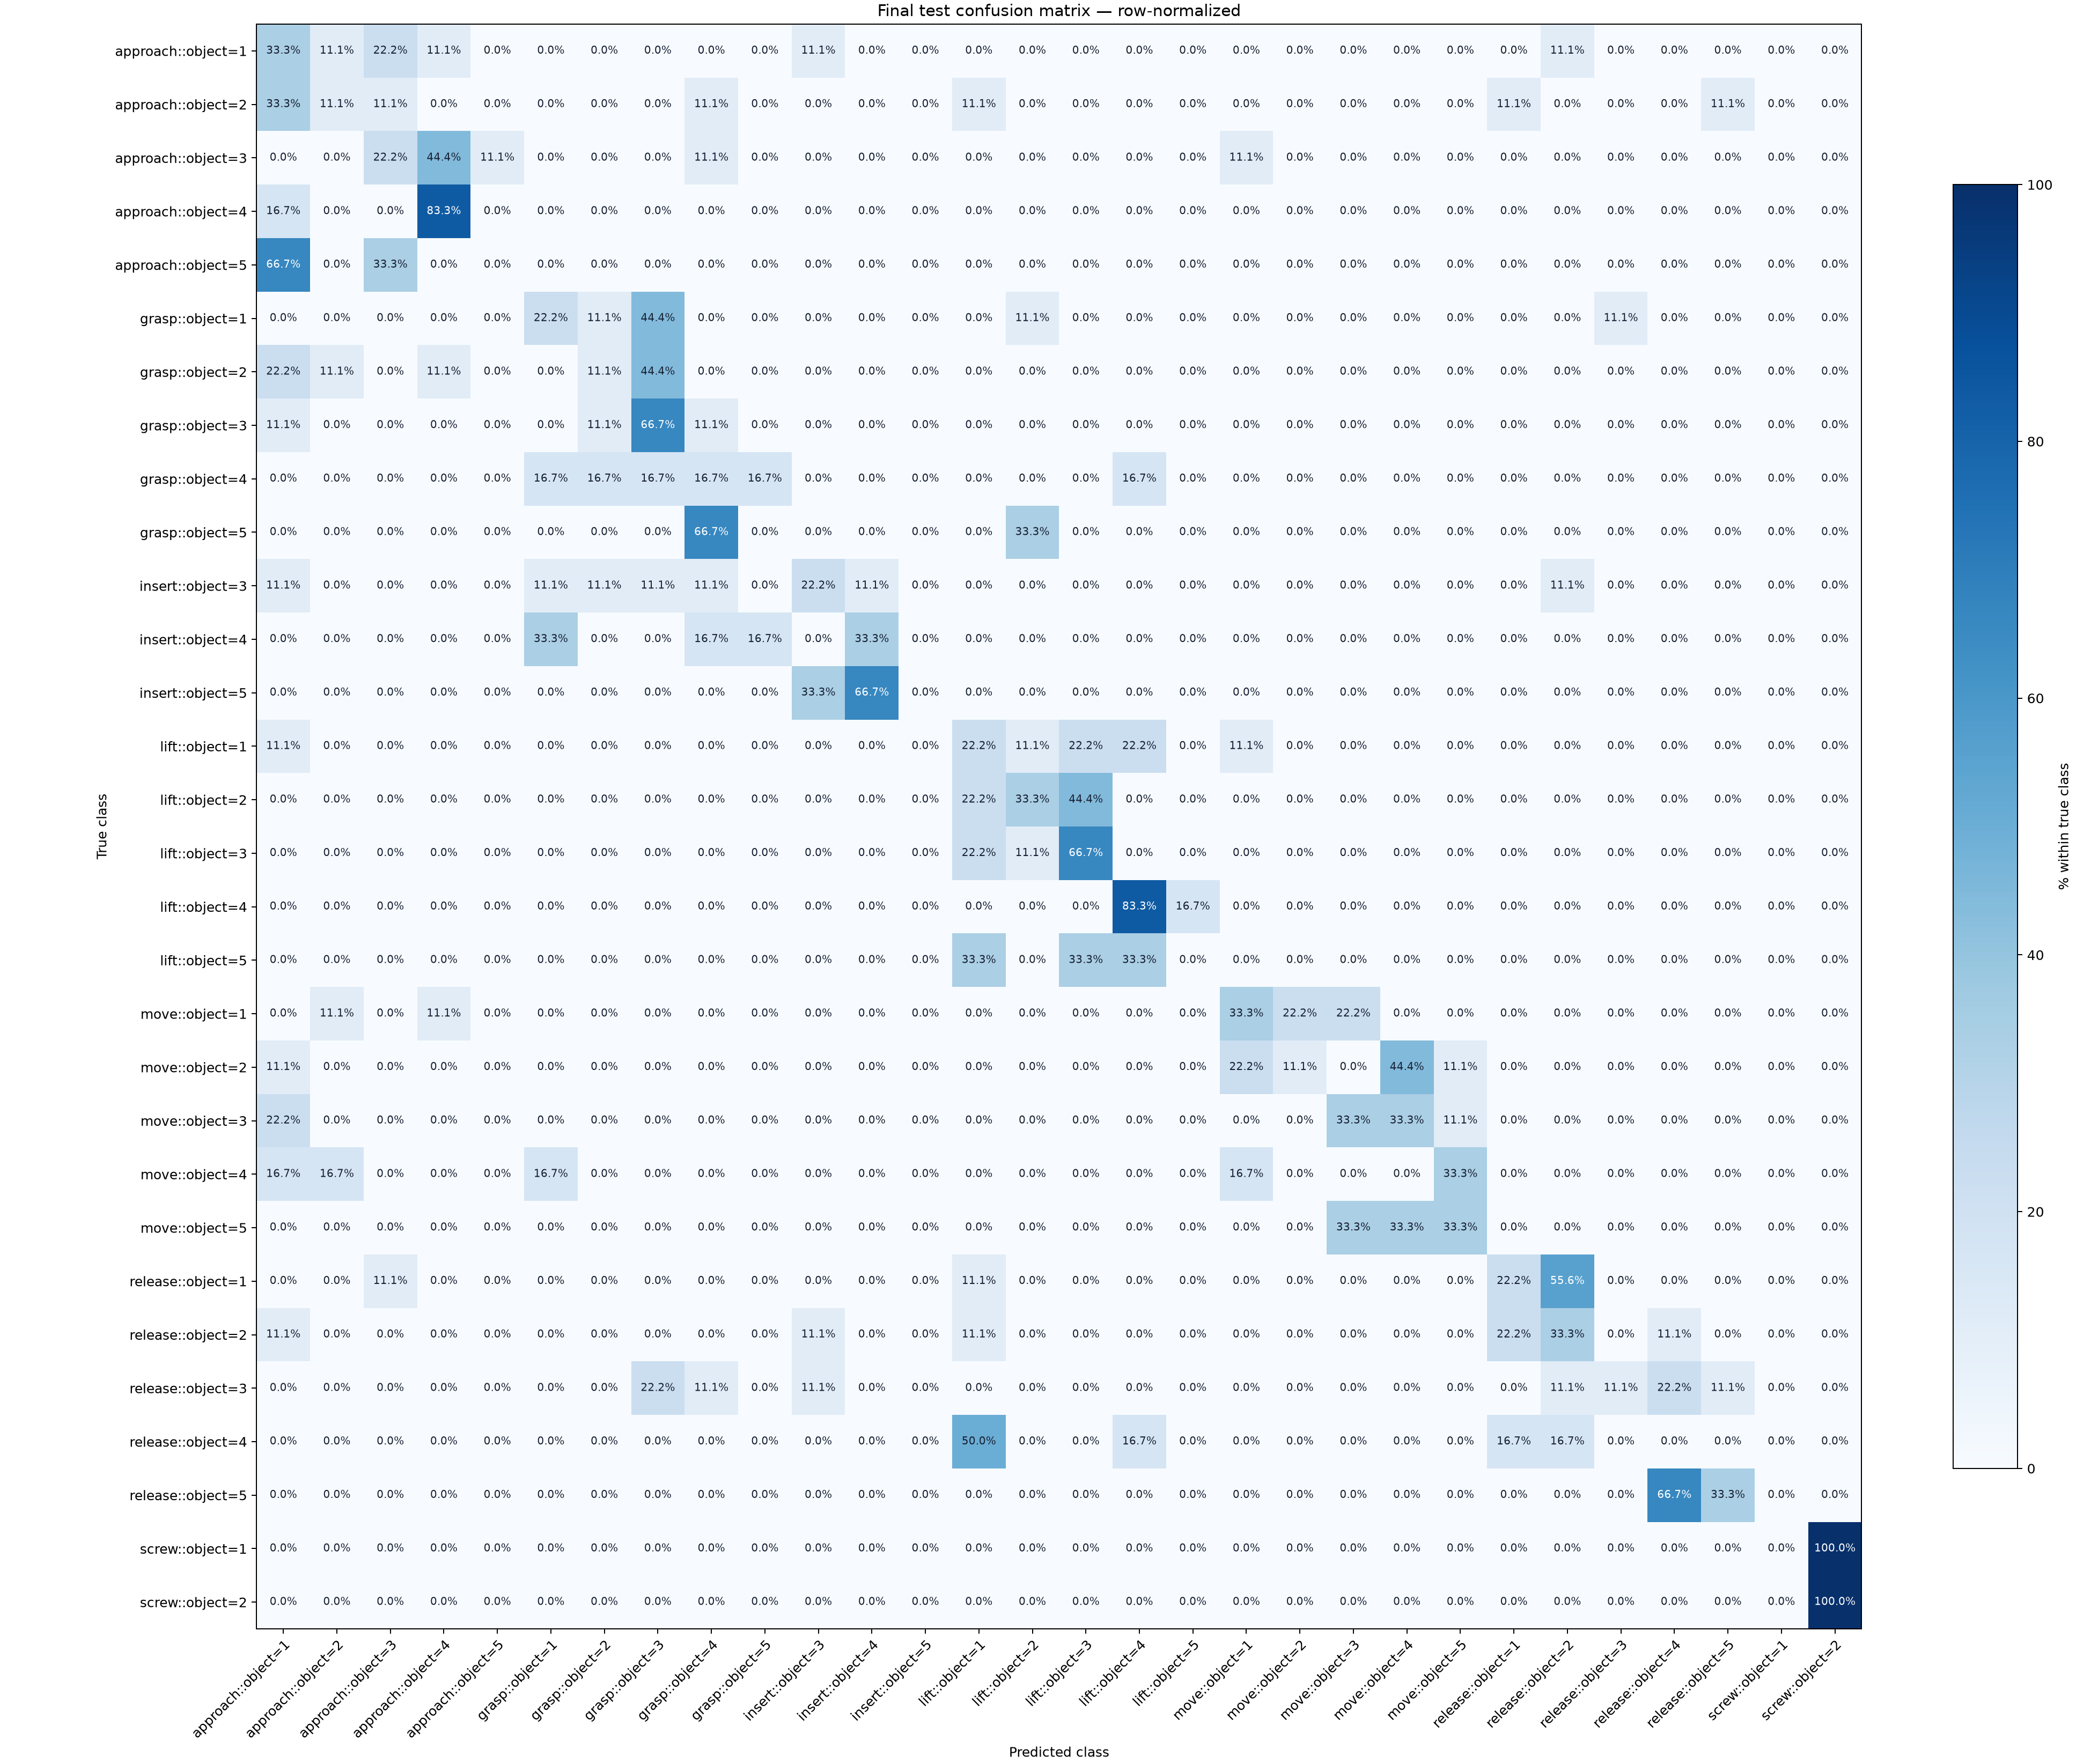 Final test confusion matrix — row-normalized
approach::object=1 33.3% 11.1% 22.2% 11.1% 0.0% 0.0% 0.0% 0.0% 0.0% 0.0% 11.1% 0.0% 0.0% 0.0% 0.0% 0.0% 0.0% 0.0% 0.0% 0.0% 0.0% 0.0% 0.0% 0.0% 11.1% 0.0% 0.0% 0.0% 0.0% 0.0%
approach::object=2 33.3% 11.1% 11.1% 0.0% 0.0% 0.0% 0.0% 0.0% 11.1% 0.0% 0.0% 0.0% 0.0% 11.1% 0.0% 0.0% 0.0% 0.0% 0.0% 0.0% 0.0% 0.0% 0.0% 11.1% 0.0% 0.0% 0.0% 11.1% 0.0% 0.0%
approach::object=3 0.0% 0.0% 22.2% 44.4% 11.1% 0.0% 0.0% 0.0% 11.1% 0.0% 0.0% 0.0% 0.0% 0.0% 0.0% 0.0% 0.0% 0.0% 11.1% 0.0% 0.0% 0.0% 0.0% 0.0% 0.0% 0.0% 0.0% 0.0% 0.0% 0.0%
approach::object=4 16.7% 0.0% 0.0% 83.3% 0.0% 0.0% 0.0% 0.0% 0.0% 0.0% 0.0% 0.0% 0.0% 0.0% 0.0% 0.0% 0.0% 0.0% 0.0% 0.0% 0.0% 0.0% 0.0% 0.0% 0.0% 0.0% 0.0% 0.0% 0.0% 0.0%
approach::object=5 66.7% 0.0% 33.3% 0.0% 0.0% 0.0% 0.0% 0.0% 0.0% 0.0% 0.0% 0.0% 0.0% 0.0% 0.0% 0.0% 0.0% 0.0% 0.0% 0.0% 0.0% 0.0% 0.0% 0.0% 0.0% 0.0% 0.0% 0.0% 0.0% 0.0%
grasp::object=1 0.0% 0.0% 0.0% 0.0% 0.0% 22.2% 11.1% 44.4% 0.0% 0.0% 0.0% 0.0% 0.0% 0.0% 11.1% 0.0% 0.0% 0.0% 0.0% 0.0% 0.0% 0.0% 0.0% 0.0% 0.0% 11.1% 0.0% 0.0% 0.0% 0.0%
grasp::object=2 22.2% 11.1% 0.0% 11.1% 0.0% 0.0% 11.1% 44.4% 0.0% 0.0% 0.0% 0.0% 0.0% 0.0% 0.0% 0.0% 0.0% 0.0% 0.0% 0.0% 0.0% 0.0% 0.0% 0.0% 0.0% 0.0% 0.0% 0.0% 0.0% 0.0%
grasp::object=3 11.1% 0.0% 0.0% 0.0% 0.0% 0.0% 11.1% 66.7% 11.1% 0.0% 0.0% 0.0% 0.0% 0.0% 0.0% 0.0% 0.0% 0.0% 0.0% 0.0% 0.0% 0.0% 0.0% 0.0% 0.0% 0.0% 0.0% 0.0% 0.0% 0.0%
grasp::object=4 0.0% 0.0% 0.0% 0.0% 0.0% 16.7% 16.7% 16.7% 16.7% 16.7% 0.0% 0.0% 0.0% 0.0% 0.0% 0.0% 16.7% 0.0% 0.0% 0.0% 0.0% 0.0% 0.0% 0.0% 0.0% 0.0% 0.0% 0.0% 0.0% 0.0%
grasp::object=5 0.0% 0.0% 0.0% 0.0% 0.0% 0.0% 0.0% 0.0% 66.7% 0.0% 0.0% 0.0% 0.0% 0.0% 33.3% 0.0% 0.0% 0.0% 0.0% 0.0% 0.0% 0.0% 0.0% 0.0% 0.0% 0.0% 0.0% 0.0% 0.0% 0.0%
insert::object=3 11.1% 0.0% 0.0% 0.0% 0.0% 11.1% 11.1% 11.1% 11.1% 0.0% 22.2% 11.1% 0.0% 0.0% 0.0% 0.0% 0.0% 0.0% 0.0% 0.0% 0.0% 0.0% 0.0% 0.0% 11.1% 0.0% 0.0% 0.0% 0.0% 0.0%
insert::object=4 0.0% 0.0% 0.0% 0.0% 0.0% 33.3% 0.0% 0.0% 16.7% 16.7% 0.0% 33.3% 0.0% 0.0% 0.0% 0.0% 0.0% 0.0% 0.0% 0.0% 0.0% 0.0% 0.0% 0.0% 0.0% 0.0% 0.0% 0.0% 0.0% 0.0%
insert::object=5 0.0% 0.0% 0.0% 0.0% 0.0% 0.0% 0.0% 0.0% 0.0% 0.0% 33.3% 66.7% 0.0% 0.0% 0.0% 0.0% 0.0% 0.0% 0.0% 0.0% 0.0% 0.0% 0.0% 0.0% 0.0% 0.0% 0.0% 0.0% 0.0% 0.0%
lift::object=1 11.1% 0.0% 0.0% 0.0% 0.0% 0.0% 0.0% 0.0% 0.0% 0.0% 0.0% 0.0% 0.0% 22.2% 11.1% 22.2% 22.2% 0.0% 11.1% 0.0% 0.0% 0.0% 0.0% 0.0% 0.0% 0.0% 0.0% 0.0% 0.0% 0.0%
lift::object=2 0.0% 0.0% 0.0% 0.0% 0.0% 0.0% 0.0% 0.0% 0.0% 0.0% 0.0% 0.0% 0.0% 22.2% 33.3% 44.4% 0.0% 0.0% 0.0% 0.0% 0.0% 0.0% 0.0% 0.0% 0.0% 0.0% 0.0% 0.0% 0.0% 0.0%
lift::object=3 0.0% 0.0% 0.0% 0.0% 0.0% 0.0% 0.0% 0.0% 0.0% 0.0% 0.0% 0.0% 0.0% 22.2% 11.1% 66.7% 0.0% 0.0% 0.0% 0.0% 0.0% 0.0% 0.0% 0.0% 0.0% 0.0% 0.0% 0.0% 0.0% 0.0%
lift::object=4 0.0% 0.0% 0.0% 0.0% 0.0% 0.0% 0.0% 0.0% 0.0% 0.0% 0.0% 0.0% 0.0% 0.0% 0.0% 0.0% 83.3% 16.7% 0.0% 0.0% 0.0% 0.0% 0.0% 0.0% 0.0% 0.0% 0.0% 0.0% 0.0% 0.0%
lift::object=5 0.0% 0.0% 0.0% 0.0% 0.0% 0.0% 0.0% 0.0% 0.0% 0.0% 0.0% 0.0% 0.0% 33.3% 0.0% 33.3% 33.3% 0.0% 0.0% 0.0% 0.0% 0.0% 0.0% 0.0% 0.0% 0.0% 0.0% 0.0% 0.0% 0.0%
move::object=1 0.0% 11.1% 0.0% 11.1% 0.0% 0.0% 0.0% 0.0% 0.0% 0.0% 0.0% 0.0% 0.0% 0.0% 0.0% 0.0% 0.0% 0.0% 33.3% 22.2% 22.2% 0.0% 0.0% 0.0% 0.0% 0.0% 0.0% 0.0% 0.0% 0.0%
move::object=2 11.1% 0.0% 0.0% 0.0% 0.0% 0.0% 0.0% 0.0% 0.0% 0.0% 0.0% 0.0% 0.0% 0.0% 0.0% 0.0% 0.0% 0.0% 22.2% 11.1% 0.0% 44.4% 11.1% 0.0% 0.0% 0.0% 0.0% 0.0% 0.0% 0.0%
move::object=3 22.2% 0.0% 0.0% 0.0% 0.0% 0.0% 0.0% 0.0% 0.0% 0.0% 0.0% 0.0% 0.0% 0.0% 0.0% 0.0% 0.0% 0.0% 0.0% 0.0% 33.3% 33.3% 11.1% 0.0% 0.0% 0.0% 0.0% 0.0% 0.0% 0.0%
move::object=4 16.7% 16.7% 0.0% 0.0% 0.0% 16.7% 0.0% 0.0% 0.0% 0.0% 0.0% 0.0% 0.0% 0.0% 0.0% 0.0% 0.0% 0.0% 16.7% 0.0% 0.0% 0.0% 33.3% 0.0% 0.0% 0.0% 0.0% 0.0% 0.0% 0.0%
move::object=5 0.0% 0.0% 0.0% 0.0% 0.0% 0.0% 0.0% 0.0% 0.0% 0.0% 0.0% 0.0% 0.0% 0.0% 0.0% 0.0% 0.0% 0.0% 0.0% 0.0% 33.3% 33.3% 33.3% 0.0% 0.0% 0.0% 0.0% 0.0% 0.0% 0.0%
release::object=1 0.0% 0.0% 11.1% 0.0% 0.0% 0.0% 0.0% 0.0% 0.0% 0.0% 0.0% 0.0% 0.0% 11.1% 0.0% 0.0% 0.0% 0.0% 0.0% 0.0% 0.0% 0.0% 0.0% 22.2% 55.6% 0.0% 0.0% 0.0% 0.0% 0.0%
release::object=2 11.1% 0.0% 0.0% 0.0% 0.0% 0.0% 0.0% 0.0% 0.0% 0.0% 11.1% 0.0% 0.0% 11.1% 0.0% 0.0% 0.0% 0.0% 0.0% 0.0% 0.0% 0.0% 0.0% 22.2% 33.3% 0.0% 11.1% 0.0% 0.0% 0.0%
release::object=3 0.0% 0.0% 0.0% 0.0% 0.0% 0.0% 0.0% 22.2% 11.1% 0.0% 11.1% 0.0% 0.0% 0.0% 0.0% 0.0% 0.0% 0.0% 0.0% 0.0% 0.0% 0.0% 0.0% 0.0% 11.1% 11.1% 22.2% 11.1% 0.0% 0.0%
release::object=4 0.0% 0.0% 0.0% 0.0% 0.0% 0.0% 0.0% 0.0% 0.0% 0.0% 0.0% 0.0% 0.0% 50.0% 0.0% 0.0% 16.7% 0.0% 0.0% 0.0% 0.0% 0.0% 0.0% 16.7% 16.7% 0.0% 0.0% 0.0% 0.0% 0.0%
release::object=5 0.0% 0.0% 0.0% 0.0% 0.0% 0.0% 0.0% 0.0% 0.0% 0.0% 0.0% 0.0% 0.0% 0.0% 0.0% 0.0% 0.0% 0.0% 0.0% 0.0% 0.0% 0.0% 0.0% 0.0% 0.0% 0.0% 66.7% 33.3% 0.0% 0.0%
screw::object=1 0.0% 0.0% 0.0% 0.0% 0.0% 0.0% 0.0% 0.0% 0.0% 0.0% 0.0% 0.0% 0.0% 0.0% 0.0% 0.0% 0.0% 0.0% 0.0% 0.0% 0.0% 0.0% 0.0% 0.0% 0.0% 0.0% 0.0% 0.0% 0.0% 100.0%
screw::object=2 0.0% 0.0% 0.0% 0.0% 0.0% 0.0% 0.0% 0.0% 0.0% 0.0% 0.0% 0.0% 0.0% 0.0% 0.0% 0.0% 0.0% 0.0% 0.0% 0.0% 0.0% 0.0% 0.0% 0.0% 0.0% 0.0% 0.0% 0.0% 0.0% 100.0%
True class
approach::object=1
approach::object=2
approach::object=3
approach::object=4
approach::object=5
grasp::object=1
grasp::object=2
grasp::object=3
grasp::object=4
grasp::object=5
insert::object=3
insert::object=4
insert::object=5
lift::object=1
lift::object=2
lift::object=3
lift::object=4
lift::object=5
move::object=1
move::object=2
move::object=3
move::object=4
move::object=5
release::object=1
release::object=2
release::object=3
release::object=4
release::object=5
screw::object=1
screw::object=2
Predicted class
100
80
60
40
20
0
% within true class